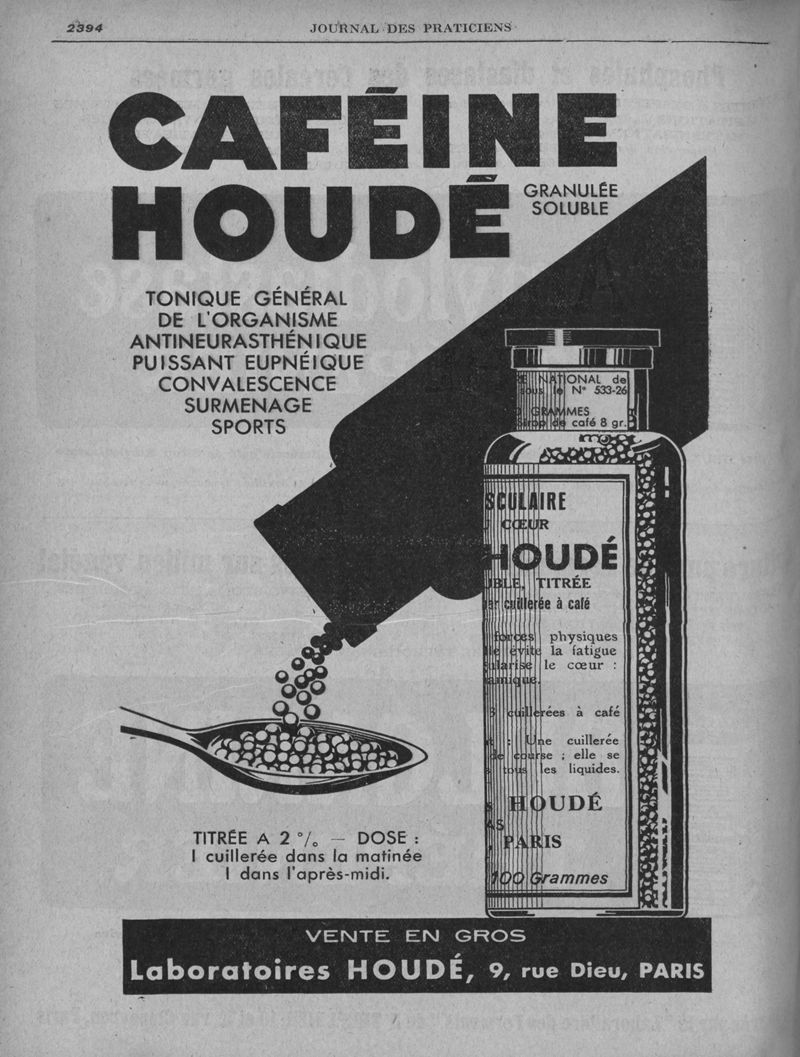 2394
JOURNAL DES PRATICIENS
CAFÉINE
HOUDÉ
GRANULÉE
SOLUBLE
TONIQUE GÉNÉRAL
DE L'ORGANISME
ANTINEURASTHÉNIQUE
PUISSANT EUPNÉIQUE
CONVALESCENCE
SURMENAGE
SPORTS
NATIONAL de
sous le N° 533-26
GRAMMES
Sirop de café 8 gr.
SCULAIRE
CŒUR
HOUDÉ
UBLE, TITRÉE
cuillerée à café
forces physiques
évite la fatigue
ularise le cœur :
amique.
3 cuillerées à café
: Une cuillerée
de course ; elle se
tous les liquides.
HOUDÉ
PARIS
100 Grammes
TITRÉE A 2 % — DOSE :
1 cuillerée dans la matinée
1 dans l'après-midi.
VENTE EN GROS
Laboratoires HOUDÉ, 9, rue Dieu, PARIS